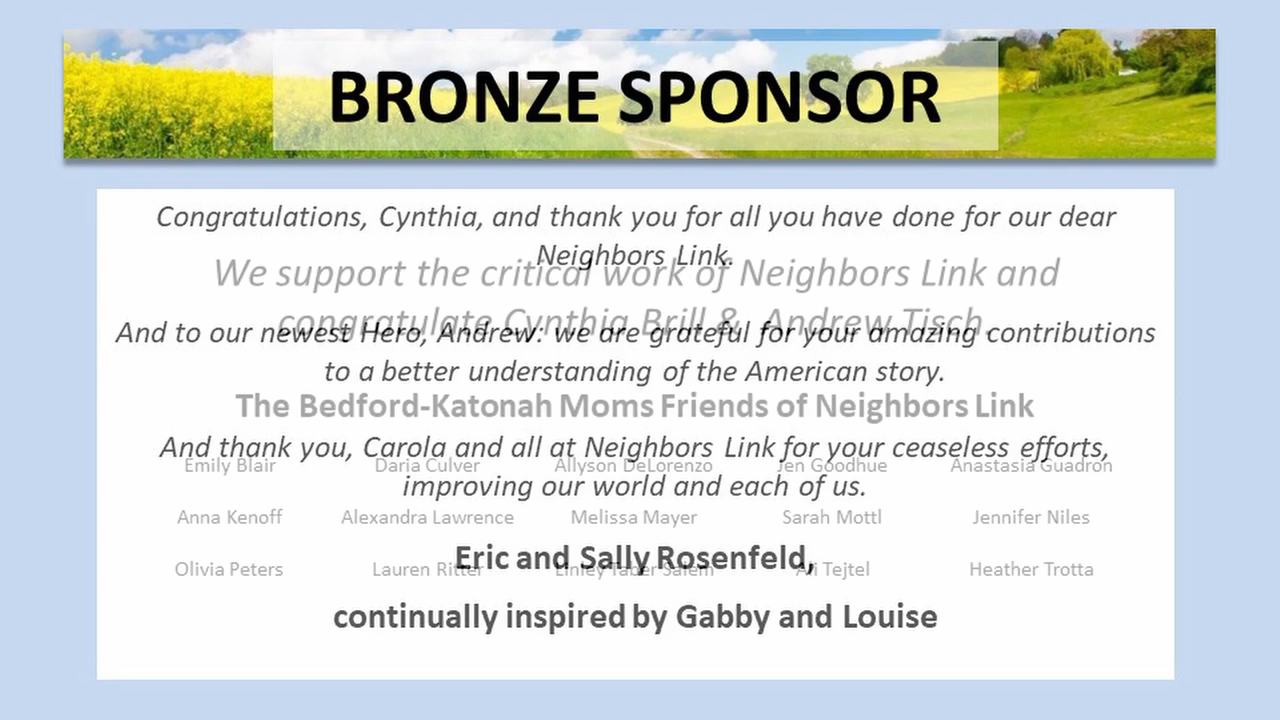 BRONZE SPONSOR
Congratulations, Cynthia, and thank you for all you have done for our dear
Neighbors Link.
We support the critical work of Neighbors Link and
congratulate Cynthia Brill & Andrew Tisch.
And to our newest Hero, Andrew: we are grateful for your amazing contributions
to a better understanding of the American story.
The Bedford-Katonah Moms Friends of Neighbors Link
And thank you, Carola and all at Neighbors Link for your ceaseless efforts,
Emily Blair Daria Culver Allyson DeLorenzo Jen Goodhue Anastasia Guadron
improving our world and each of us.
Anna Kenoff Alexandra Lawrence Melissa Mayer Sarah Mottl Jennifer Niles
Eric and Sally Rosenfeld,
Olivia Peters Lauren Ritter Linley Taber Salem Ari Tejtel Heather Trotta
continually inspired by Gabby and Louise